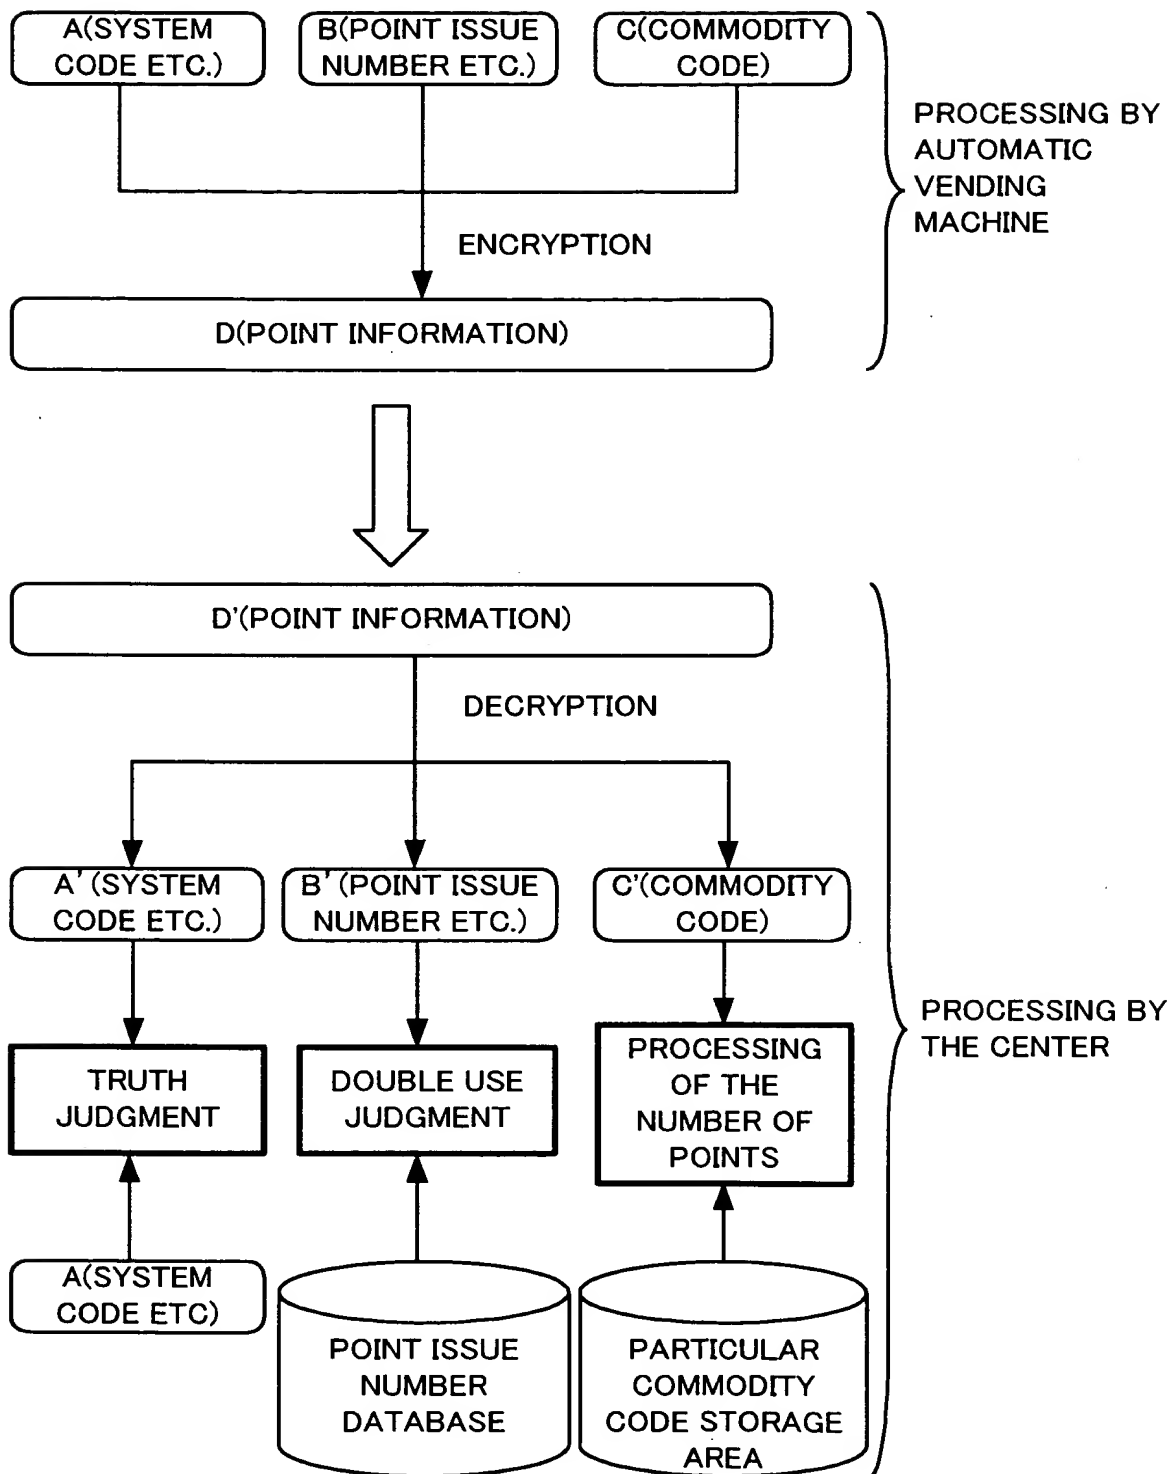 A(SYSTEM
CODE ETC.)
B(POINT ISSUE
NUMBER ETC.)
C(COMMODITY
CODE)
PROCESSING BY
AUTOMATIC
VENDING
MACHINE
ENCRYPTION
D(POINT INFORMATION)
D'(POINT INFORMATION)
DECRYPTION
A'(SYSTEM
CODE ETC.)
B'(POINT ISSUE
NUMBER ETC.)
C'(COMMODITY
CODE)
PROCESSING BY
THE CENTER
TRUTH
JUDGMENT
DOUBLE USE
JUDGMENT
PROCESSING
OF THE
NUMBER OF
POINTS
A(SYSTEM
CODE ETC)
POINT ISSUE
NUMBER
DATABASE
PARTICULAR
COMMODITY
CODE STORAGE
AREA